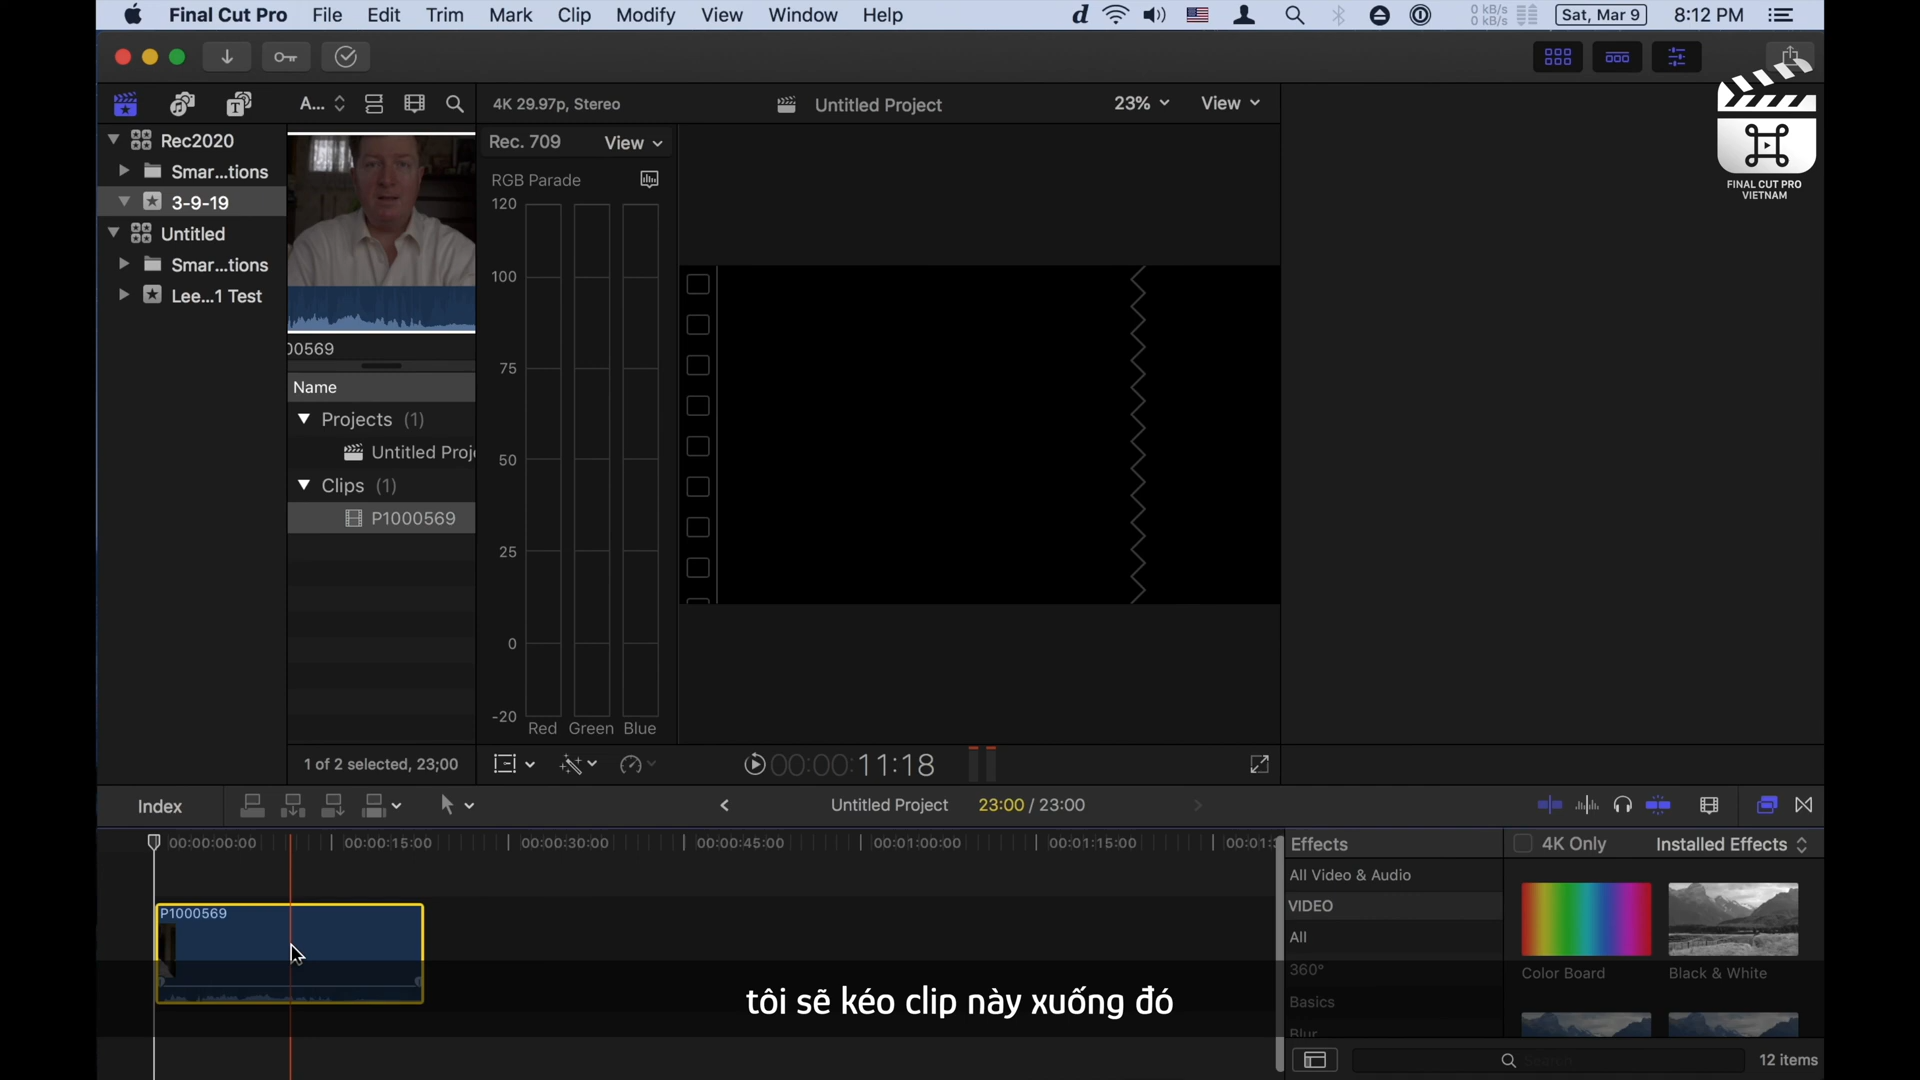 Final Cut Pro File Edit Trim Mark Clip Modify View Window Help
0 kB/s
0 kB/s
Sat, Mar 9 8:12 PM
FINAL CUT PRO
VIETNAM
A...
4K 29.97p, Stereo
Untitled Project
23% View
Rec2020
Smar...tions
3-9-19
Untitled
Smar...tions
Lee...1 Test
Name
Projects (1)
Untitled Proj
Clips (1)
P1000569
1 of 2 selected, 23;00
Rec. 709 View
RGB Parade
120
100
75
50
25
0
-20
Red Green Blue
00:00:11:18
Index
Untitled Project 23:00 / 23:00
00:00:00:00 00:00:15:00 00:00:30:00 00:00:45:00 00:01:00:00 00:01:15:00
P1000569
Effects
4K Only Installed Effects
All Video & Audio
VIDEO
All
360°
Basics
Blur
Color Board Black & White
Search
12 items
tôi sẽ kéo clip này xuống đó